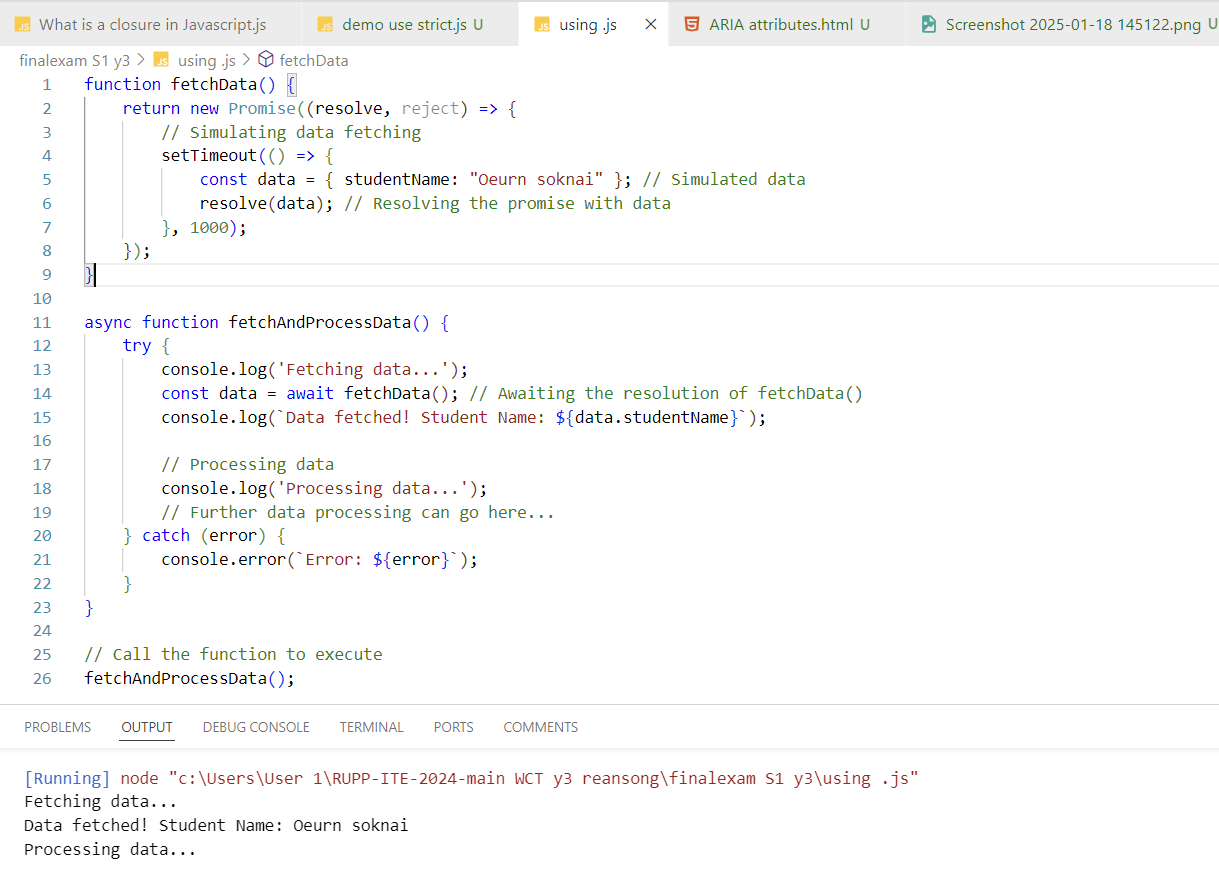 What is a closure in Javascript.js
demo use strict.js U
using .js
ARIA attributes.html U
Screenshot 2025-01-18 145122.png U
finalexam S1 y3 > using .js > fetchData
1 function fetchData() {
2     return new Promise((resolve, reject) => {
3         // Simulating data fetching
4         setTimeout(() => {
5             const data = { studentName: "Oeurn soknai" }; // Simulated data
6             resolve(data); // Resolving the promise with data
7         }, 1000);
8     });
9 }
10
11 async function fetchAndProcessData() {
12     try {
13         console.log('Fetching data...');
14         const data = await fetchData(); // Awaiting the resolution of fetchData()
15         console.log(`Data fetched! Student Name: ${data.studentName}`);
16
17         // Processing data
18         console.log('Processing data...');
19         // Further data processing can go here...
20     } catch (error) {
21         console.error(`Error: ${error}`);
22     }
23 }
24
25 // Call the function to execute
26 fetchAndProcessData();
PROBLEMS OUTPUT DEBUG CONSOLE TERMINAL PORTS COMMENTS
[Running] node "c:\Users\User 1\RUPP-ITE-2024-main WCT y3 reansong\finalexam S1 y3\using .js"
Fetching data...
Data fetched! Student Name: Oeurn soknai
Processing data...